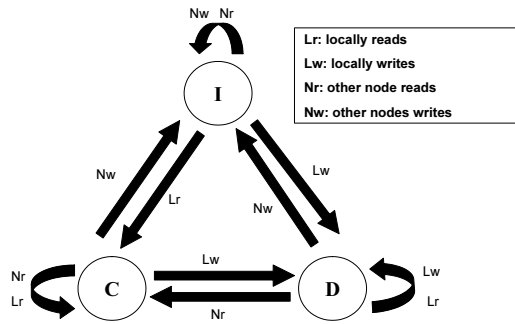 Nw Nr
I
Lr: locally reads
Lw: locally writes
Nr: other node reads
Nw: other nodes writes
Nw
Lr
Nw
Lw
Nr
Lr
C
Lw
Nr
D
Lw
Lr